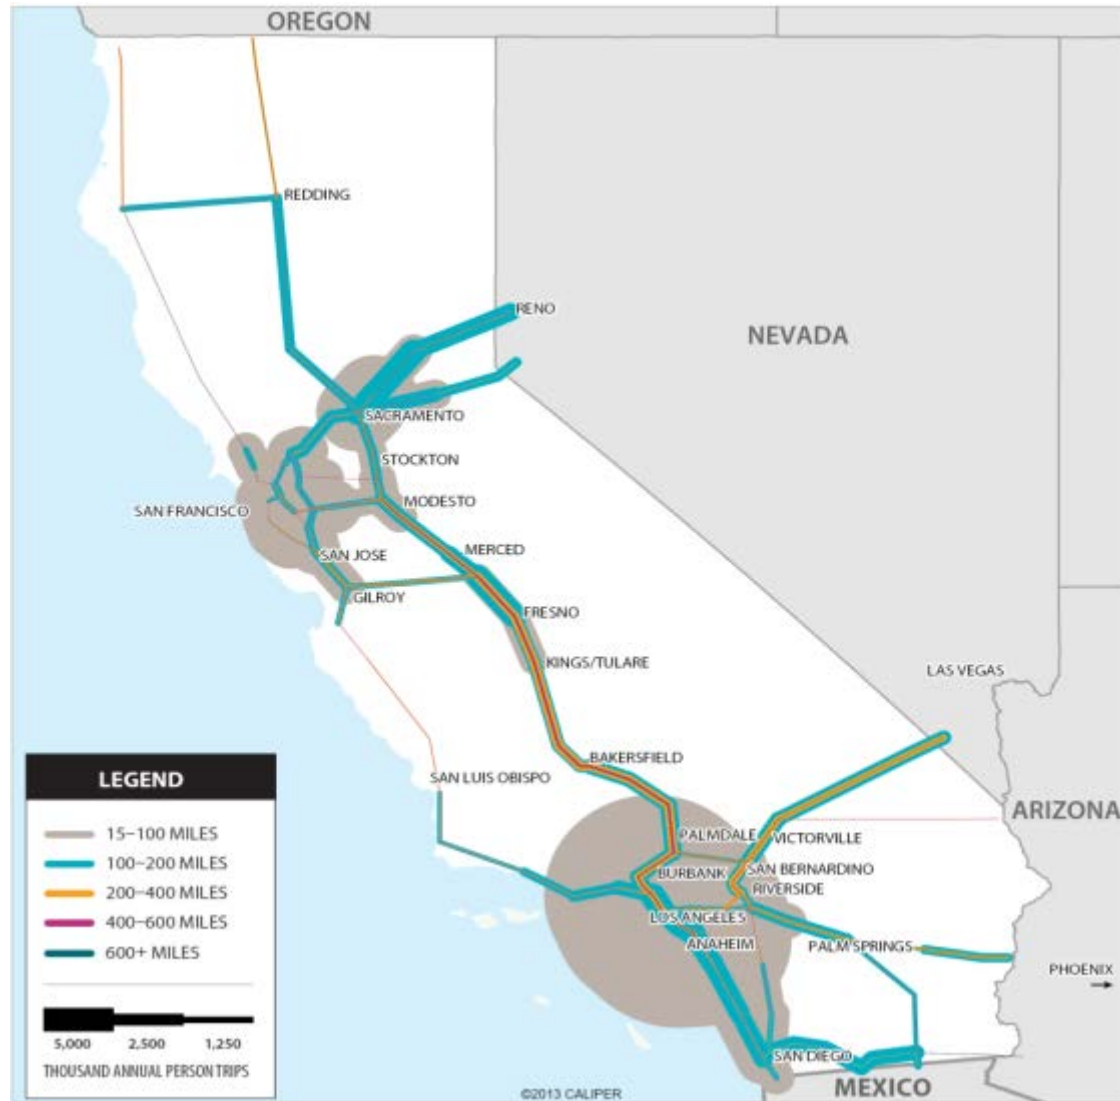 OREGON
REDDING
RENO
NEVADA
SACRAMENTO
STOCKTON
MODESTO
SAN FRANCISCO
MERCED
SAN JOSE
GILROY
FRESNO
KINGS/TULARE
LAS VEGAS
BAKERSFIELD
SAN LUIS OBISPO
ARIZONA
PALMDALE
VICTORVILLE
BURBANK
SAN BERNARDINO
RIVERSIDE
LOS ANGELES
ANAHEIM
PALM SPRINGS
PHOENIX
SAN DIEGO
MEXICO
LEGEND
15–100 MILES
100–200 MILES
200–400 MILES
400–600 MILES
600+ MILES
5,000 2,500 1,250
THOUSAND ANNUAL PERSON TRIPS
©2013 CALIPER